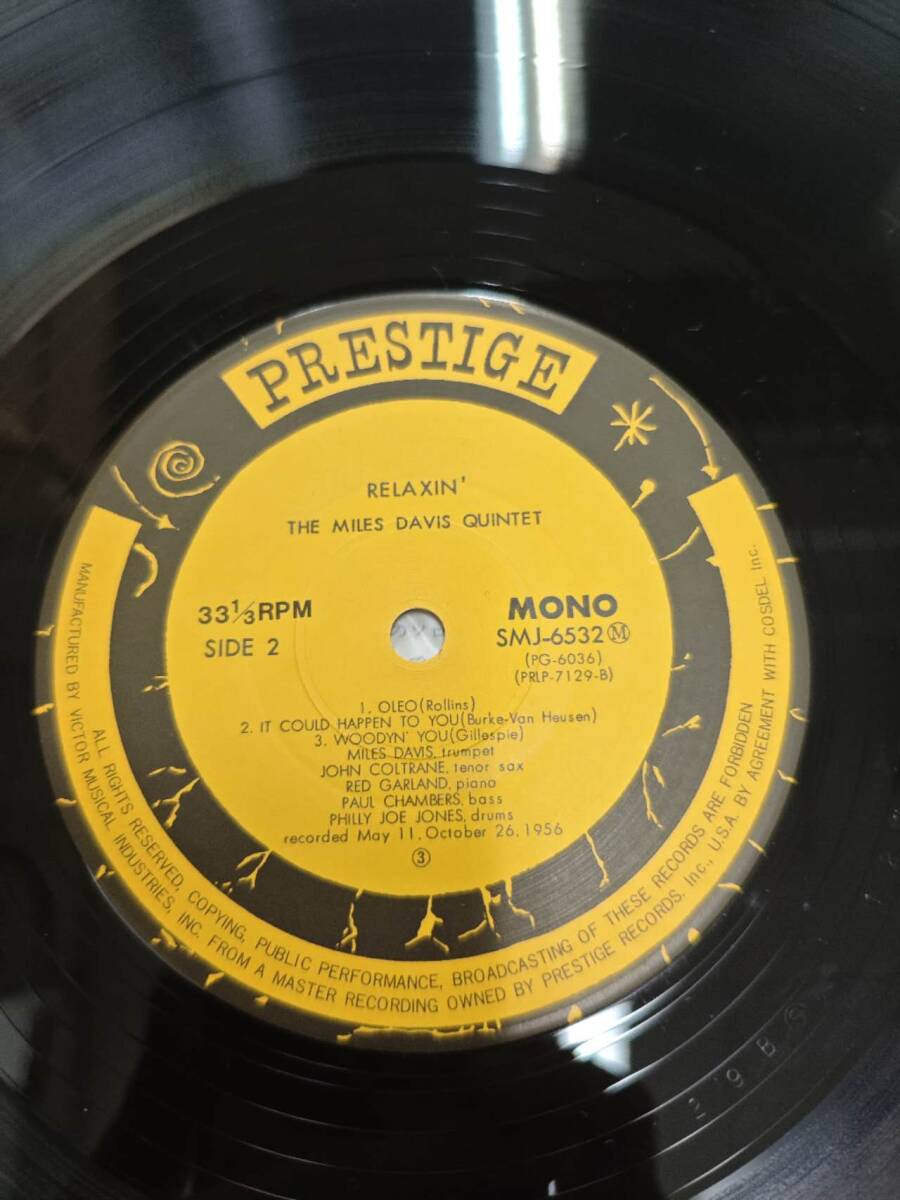 PRESTIGE
RELAXIN'
THE MILES DAVIS QUINTET
33⅓RPM
SIDE 2
MONO
SMJ-6532Ⓜ
(PG-6036)
(PRLP-7129-B)
1. OLEO(Rollins)
2. IT COULD HAPPEN TO YOU(Burke-Van Heusen)
3. WOODYN' YOU(Gillespie)
MILES DAVIS, trumpet
JOHN COLTRANE, tenor sax
RED GARLAND, piano
PAUL CHAMBERS, bass
PHILLY JOE JONES, drums
recorded May 11, October 26, 1956
③
ALL RIGHTS RESERVED, COPYING, PUBLIC PERFORMANCE, BROADCASTING OF THESE RECORDS ARE FORBIDDEN
MANUFACTURED BY VICTOR MUSICAL INDUSTRIES, INC. FROM A MASTER RECORDING OWNED BY PRESTIGE RECORDS. Inc., U.S.A. BY AGREEMENT WITH COSDEL Inc.